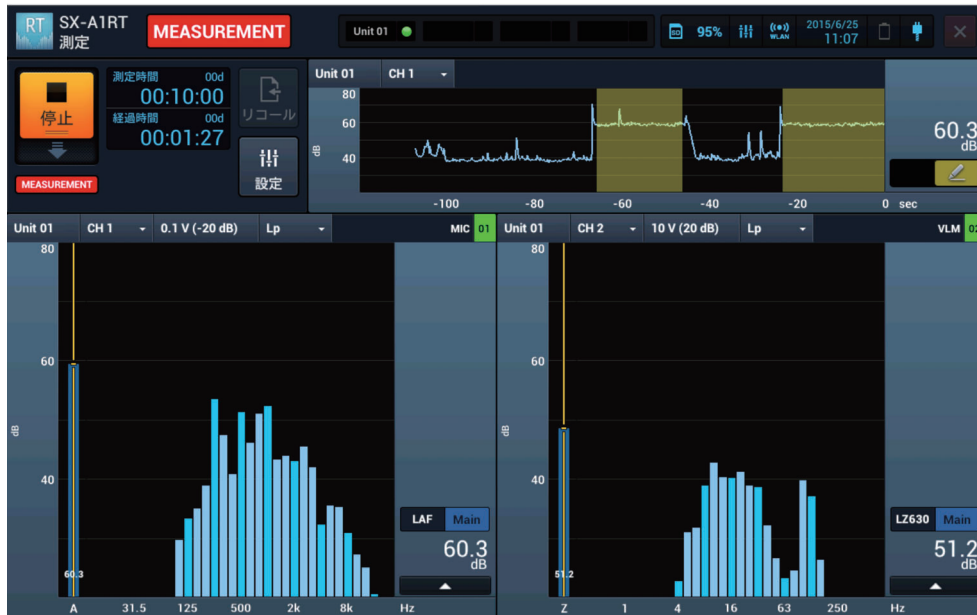 RT SX-A1RT
測定
MEASUREMENT
Unit 01
SD 95% WLAN
2015/6/25
11:07
停止
MEASUREMENT
測定時間 00d
00:10:00
経過時間 00d
00:01:27
リコール
設定
Unit 01 CH 1
80
60
40
dB
-100 -80 -60 -40 -20 0 sec
60.3
dB
Unit 01 CH 1 0.1 V (-20 dB) Lp MIC 01
80
60
40
dB
60.3
A 31.5 125 500 2k 8k Hz
LAF Main
60.3
dB
Unit 01 CH 2 10 V (20 dB) Lp VLM 02
80
60
40
dB
51.2
Z 1 4 16 63 250 Hz
LZ630 Main
51.2
dB